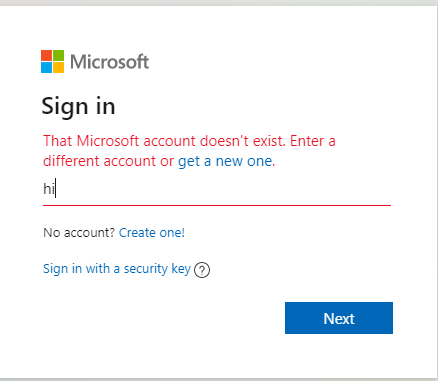 Microsoft
Sign in
That Microsoft account doesn't exist. Enter a
different account or get a new one.
hi
No account? Create one!
Sign in with a security key ?
Next